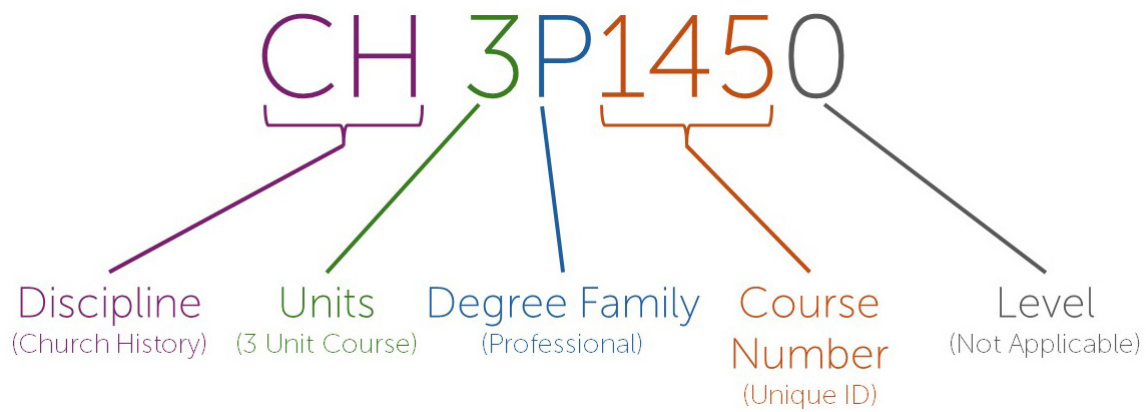 CH 3P1450
Discipline
(Church History)
Units
(3 Unit Course)
Degree Family
(Professional)
Course
Number
(Unique ID)
Level
(Not Applicable)